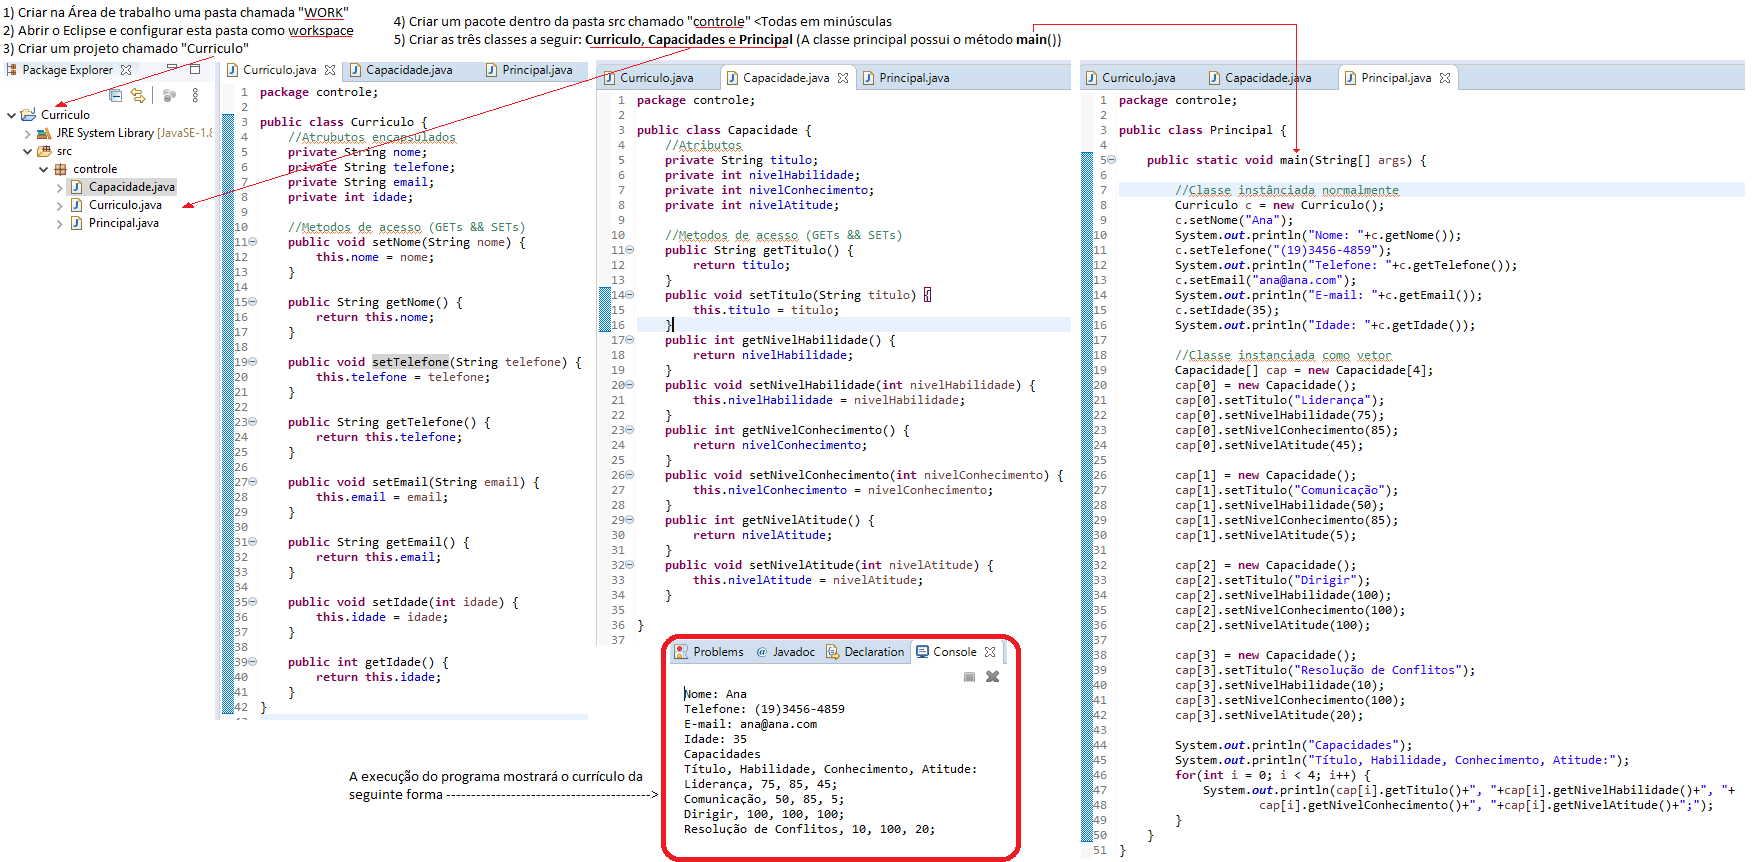 1) Criar na Área de trabalho uma pasta chamada "WORK"
2) Abrir o Eclipse e configurar esta pasta como workspace
3) Criar um projeto chamado "Curriculo"
4) Criar um pacote dentro da pasta src chamado "controle" <Todas em minúsculas
5) Criar as três classes a seguir: Curriculo, Capacidades e Principal (A classe principal possui o método main())
Package Explorer
Curriculo
JRE System Library [JavaSE-1.8
src
controle
Capacidade.java
Curriculo.java
Principal.java
Curriculo.java Capacidade.java Principal.java
1 package controle;
2
3 public class Curriculo {
4 //Atrubutos encapsulados
5 private String nome;
6 private String telefone;
7 private String email;
8 private int idade;
9
10 //Metodos de acesso (GETs && SETs)
11 public void setNome(String nome) {
12 this.nome = nome;
13 }
14
15 public String getNome() {
16 return this.nome;
17 }
18
19 public void setTelefone(String telefone) {
20 this.telefone = telefone;
21 }
22
23 public String getTelefone() {
24 return this.telefone;
25 }
26
27 public void setEmail(String email) {
28 this.email = email;
29 }
30
31 public String getEmail() {
32 return this.email;
33 }
34
35 public void setIdade(int idade) {
36 this.idade = idade;
37 }
38
39 public int getIdade() {
40 return this.idade;
41 }
42 }
Curriculo.java Capacidade.java Principal.java
1 package controle;
2
3 public class Capacidade {
4 //Atributos
5 private String titulo;
6 private int nivelHabilidade;
7 private int nivelConhecimento;
8 private int nivelAtitude;
9
10 //Metodos de acesso (GETs && SETs)
11 public String getTitulo() {
12 return titulo;
13 }
14 public void setTitulo(String titulo) {
15 this.titulo = titulo;
16 }
17 public int getNivelHabilidade() {
18 return nivelHabilidade;
19 }
20 public void setNivelHabilidade(int nivelHabilidade) {
21 this.nivelHabilidade = nivelHabilidade;
22 }
23 public int getNivelConhecimento() {
24 return nivelConhecimento;
25 }
26 public void setNivelConhecimento(int nivelConhecimento) {
27 this.nivelConhecimento = nivelConhecimento;
28 }
29 public int getNivelAtitude() {
30 return nivelAtitude;
31 }
32 public void setNivelAtitude(int nivelAtitude) {
33 this.nivelAtitude = nivelAtitude;
34 }
35
36 }
37
Curriculo.java Capacidade.java Principal.java
1 package controle;
2
3 public class Principal {
4
5 public static void main(String[] args) {
6
7 //Classe instânciada normalmente
8 Curriculo c = new Curriculo();
9 c.setNome("Ana");
10 System.out.println("Nome: "+c.getNome());
11 c.setTelefone("(19)3456-4859");
12 System.out.println("Telefone: "+c.getTelefone());
13 c.setEmail("ana@ana.com");
14 System.out.println("E-mail: "+c.getEmail());
15 c.setIdade(35);
16 System.out.println("Idade: "+c.getIdade());
17
18 //Classe instanciada como vetor
19 Capacidade[] cap = new Capacidade[4];
20 cap[0] = new Capacidade();
21 cap[0].setTitulo("Liderança");
22 cap[0].setNivelHabilidade(75);
23 cap[0].setNivelConhecimento(85);
24 cap[0].setNivelAtitude(45);
25
26 cap[1] = new Capacidade();
27 cap[1].setTitulo("Comunicação");
28 cap[1].setNivelHabilidade(50);
29 cap[1].setNivelConhecimento(85);
30 cap[1].setNivelAtitude(5);
31
32 cap[2] = new Capacidade();
33 cap[2].setTitulo("Dirigir");
34 cap[2].setNivelHabilidade(100);
35 cap[2].setNivelConhecimento(100);
36 cap[2].setNivelAtitude(100);
37
38 cap[3] = new Capacidade();
39 cap[3].setTitulo("Resolução de Conflitos");
40 cap[3].setNivelHabilidade(10);
41 cap[3].setNivelConhecimento(100);
42 cap[3].setNivelAtitude(20);
43
44 System.out.println("Capacidades");
45 System.out.println("Título, Habilidade, Conhecimento, Atitude:");
46 for(int i = 0; i < 4; i++) {
47 System.out.println(cap[i].getTitulo()+", "+cap[i].getNivelHabilidade()+", "+
48 cap[i].getNivelConhecimento()+", "+cap[i].getNivelAtitude()+";");
49 }
50 }
51 }
A execução do programa mostrará o currículo da
seguinte forma ----------------------------------------->
Problems @ Javadoc Declaration Console
Nome: Ana
Telefone: (19)3456-4859
E-mail: ana@ana.com
Idade: 35
Capacidades
Título, Habilidade, Conhecimento, Atitude:
Liderança, 75, 85, 45;
Comunicação, 50, 85, 5;
Dirigir, 100, 100, 100;
Resolução de Conflitos, 10, 100, 20;